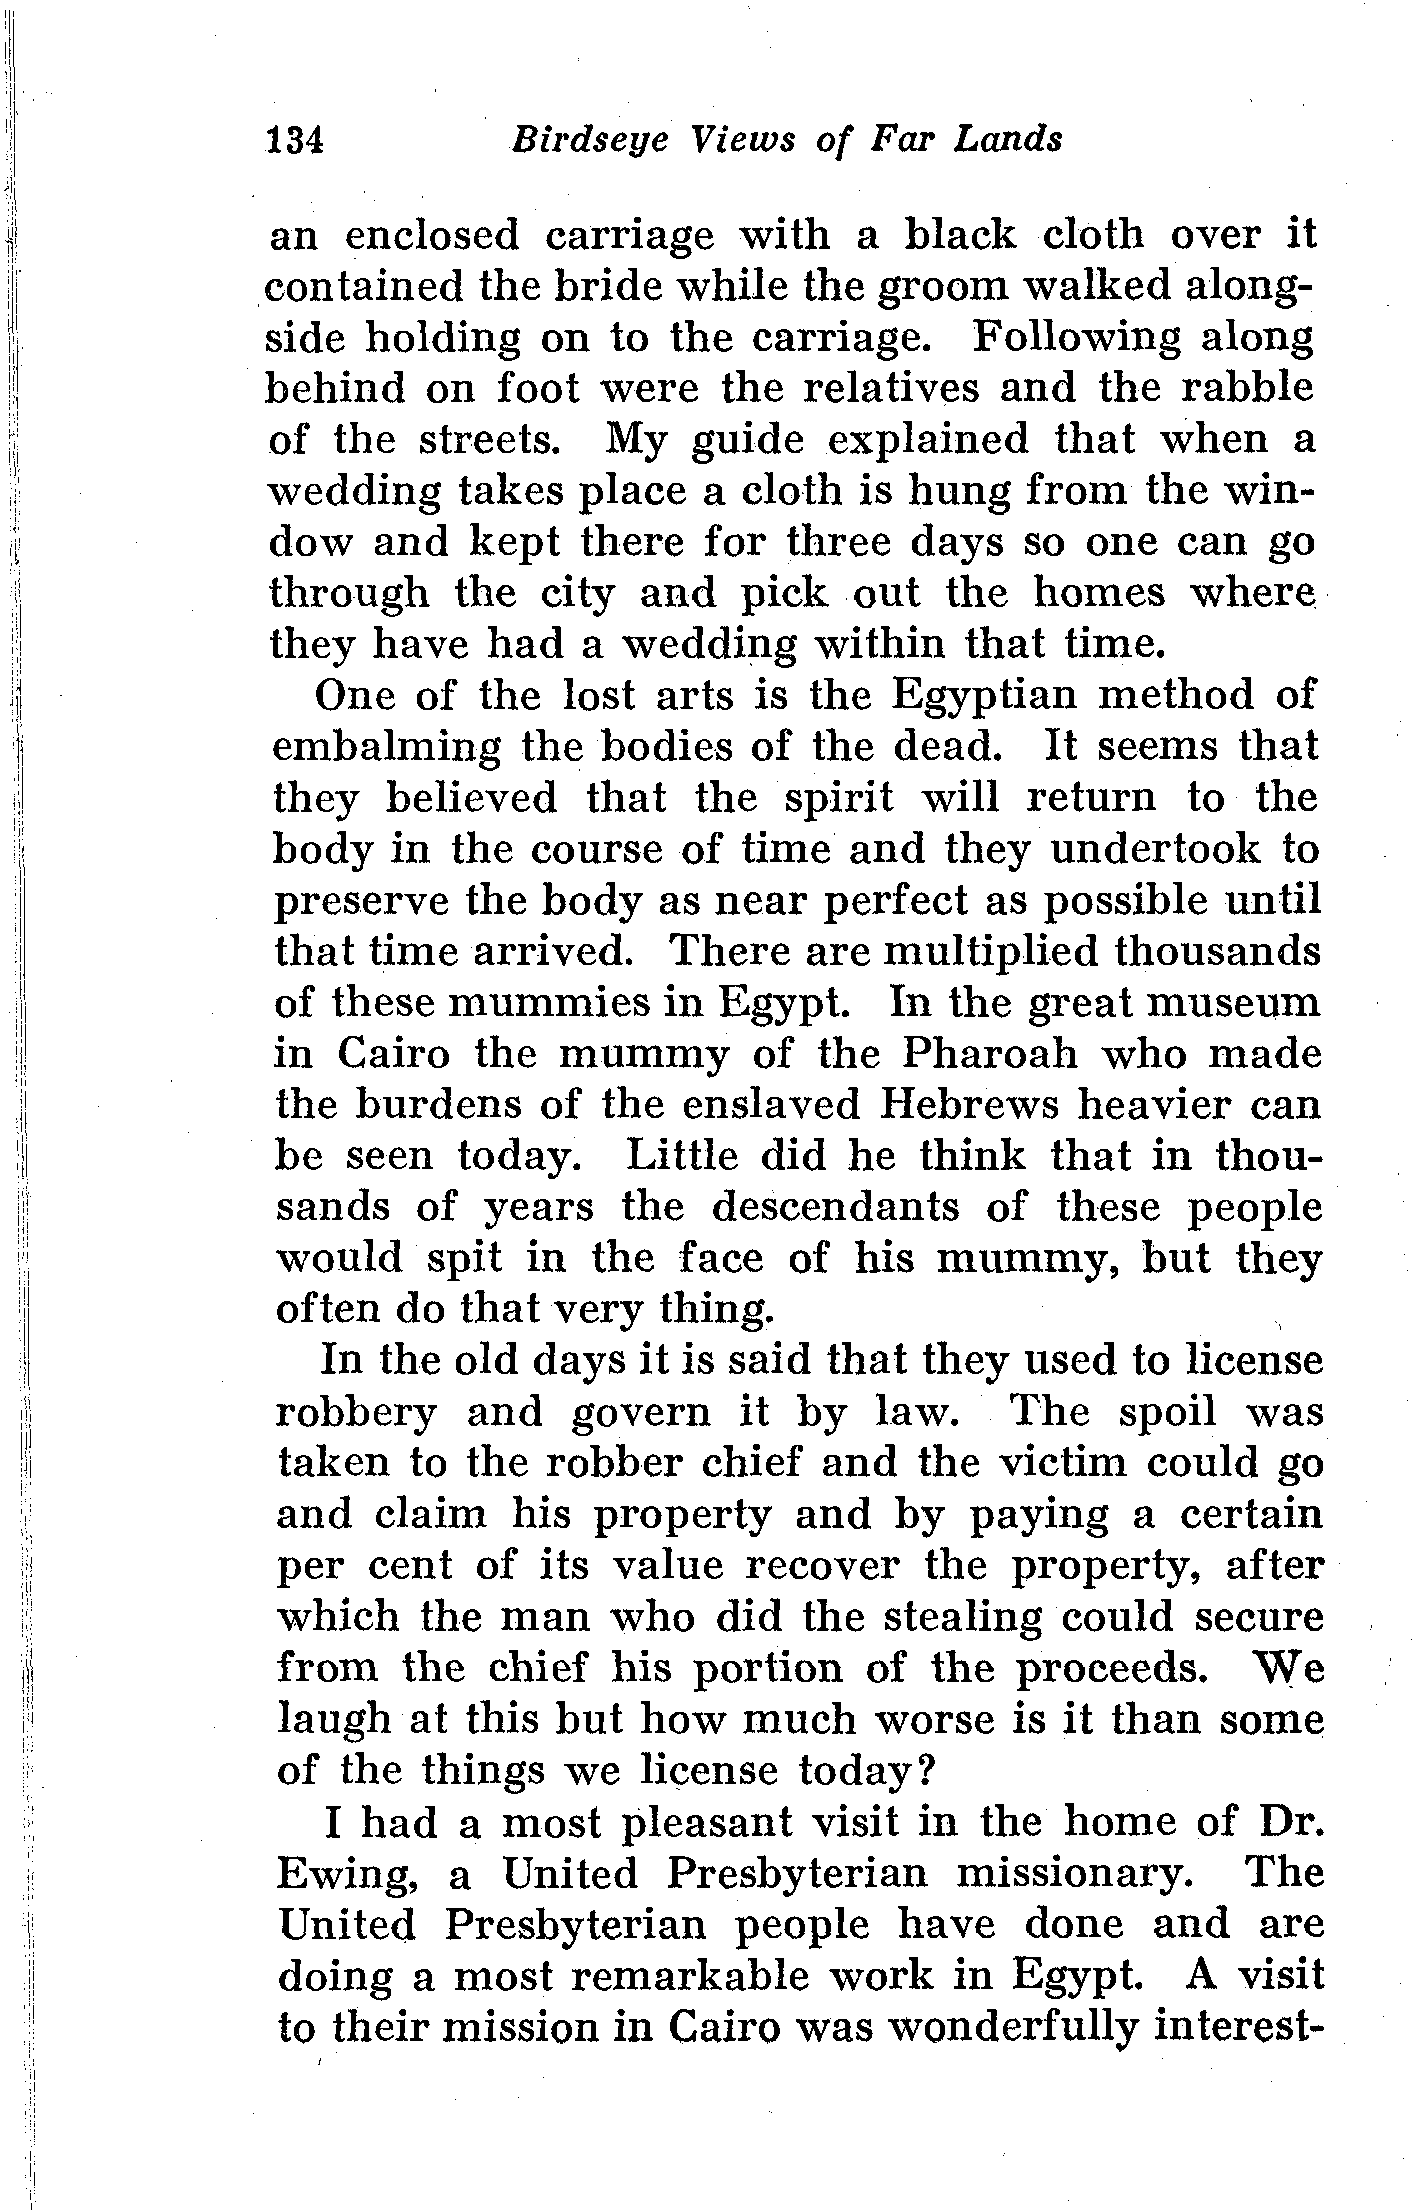 134 Birdseye Views of Far Lands
an enclosed carriage with a black cloth over it
contained the bride while the groom walked along-
side holding on to the carriage. Following along
behind on foot were the relatives and the rabble
of the streets. My guide explained that when a
wedding takes place a cloth is hung from the win-
dow and kept there for three days so one can go
through the city and pick out the homes where
they have had a wedding within that time.
One of the lost arts is the Egyptian method of
embalming the bodies of the dead. It seems that
they believed that the spirit will return to the
body in the course of time and they undertook to
preserve the body as near perfect as possible until
that time arrived. There are multiplied thousands
of these mummies in Egypt. In the great museum
in Cairo the mummy of the Pharoah who made
the burdens of the enslaved Hebrews heavier can
be seen today. Little did he think that in thou-
sands of years the descendants of these people
would spit in the face of his mummy, but they
often do that very thing.
In the old days it is said that they used to license
robbery and govern it by law. The spoil was
taken to the robber chief and the victim could go
and claim his property and by paying a certain
per cent of its value recover the property, after
which the man who did the stealing could secure
from the chief his portion of the proceeds. We
laugh at this but how much worse is it than some
of the things we license today?
I had a most pleasant visit in the home of Dr.
Ewing, a United Presbyterian missionary. The
United Presbyterian people have done and are
doing a most remarkable work in Egypt. A visit
to their mission in Cairo was wonderfully interest-